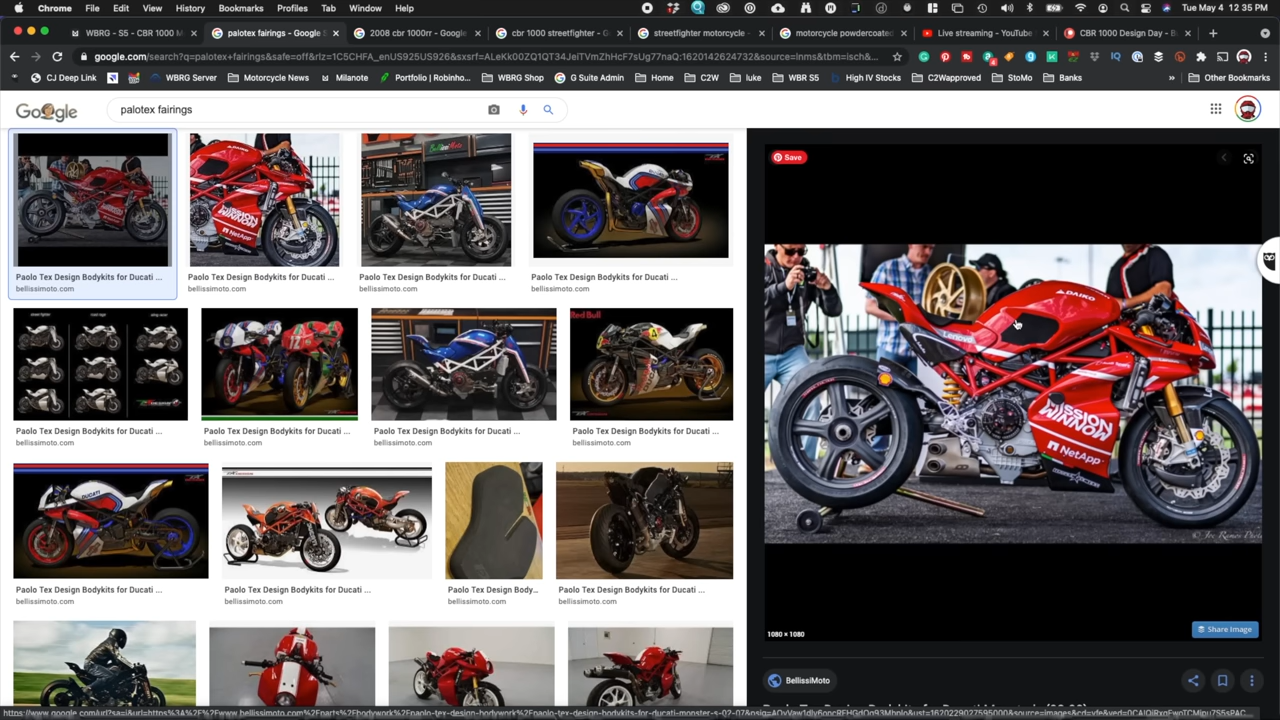 Chrome File Edit View History Bookmarks Profiles Tab Window Help Tue May 4 12:35 PM
WBRG - S5 - CBR 1000 M palotex fairings - Google S 2008 cbr 1000rr - Google cbr 1000 streetfighter - G streetfighter motorcycle - motorcycle powdercoated Live streaming - YouTube CBR 1000 Design Day - B
CJ Deep Link WBRG Server Motorcycle News Milanote Portfolio | Robinho... WBRG Shop G Suite Admin Home C2W luke WBR S5 High IV Stocks C2Wapproved StoMo Banks » Other Bookmarks
palotex fairings
Save
Paolo Tex Design Bodykits for Ducati ... Paolo Tex Design Bodykits for Ducati ... Paolo Tex Design Bodykits for Ducati ... Paolo Tex Design Bodykits for Ducati ...
bellissimoto.com bellissimoto.com bellissimoto.com bellissimoto.com
DAIKO
Lenovo
MISSION
WINNOW
NetApp
Red Bull
Paolo Tex Design Bodykits for Ducati ... Paolo Tex Design Bodykits for Ducati ... Paolo Tex Design Bodykits for Ducati ... Paolo Tex Design Bodykits for Ducati ...
bellissimoto.com bellissimoto.com bellissimoto.com bellissimoto.com
DUCATI
Paolo Tex Design Bodykits for Ducati ... Paolo Tex Design Bodykits for Ducati ... Paolo Tex Design Body... Paolo Tex Design Bodykits for Ducati ...
bellissimoto.com bellissimoto.com bellissimoto.com bellissimoto.com
1080 × 1080 Share Image
BellissiMoto